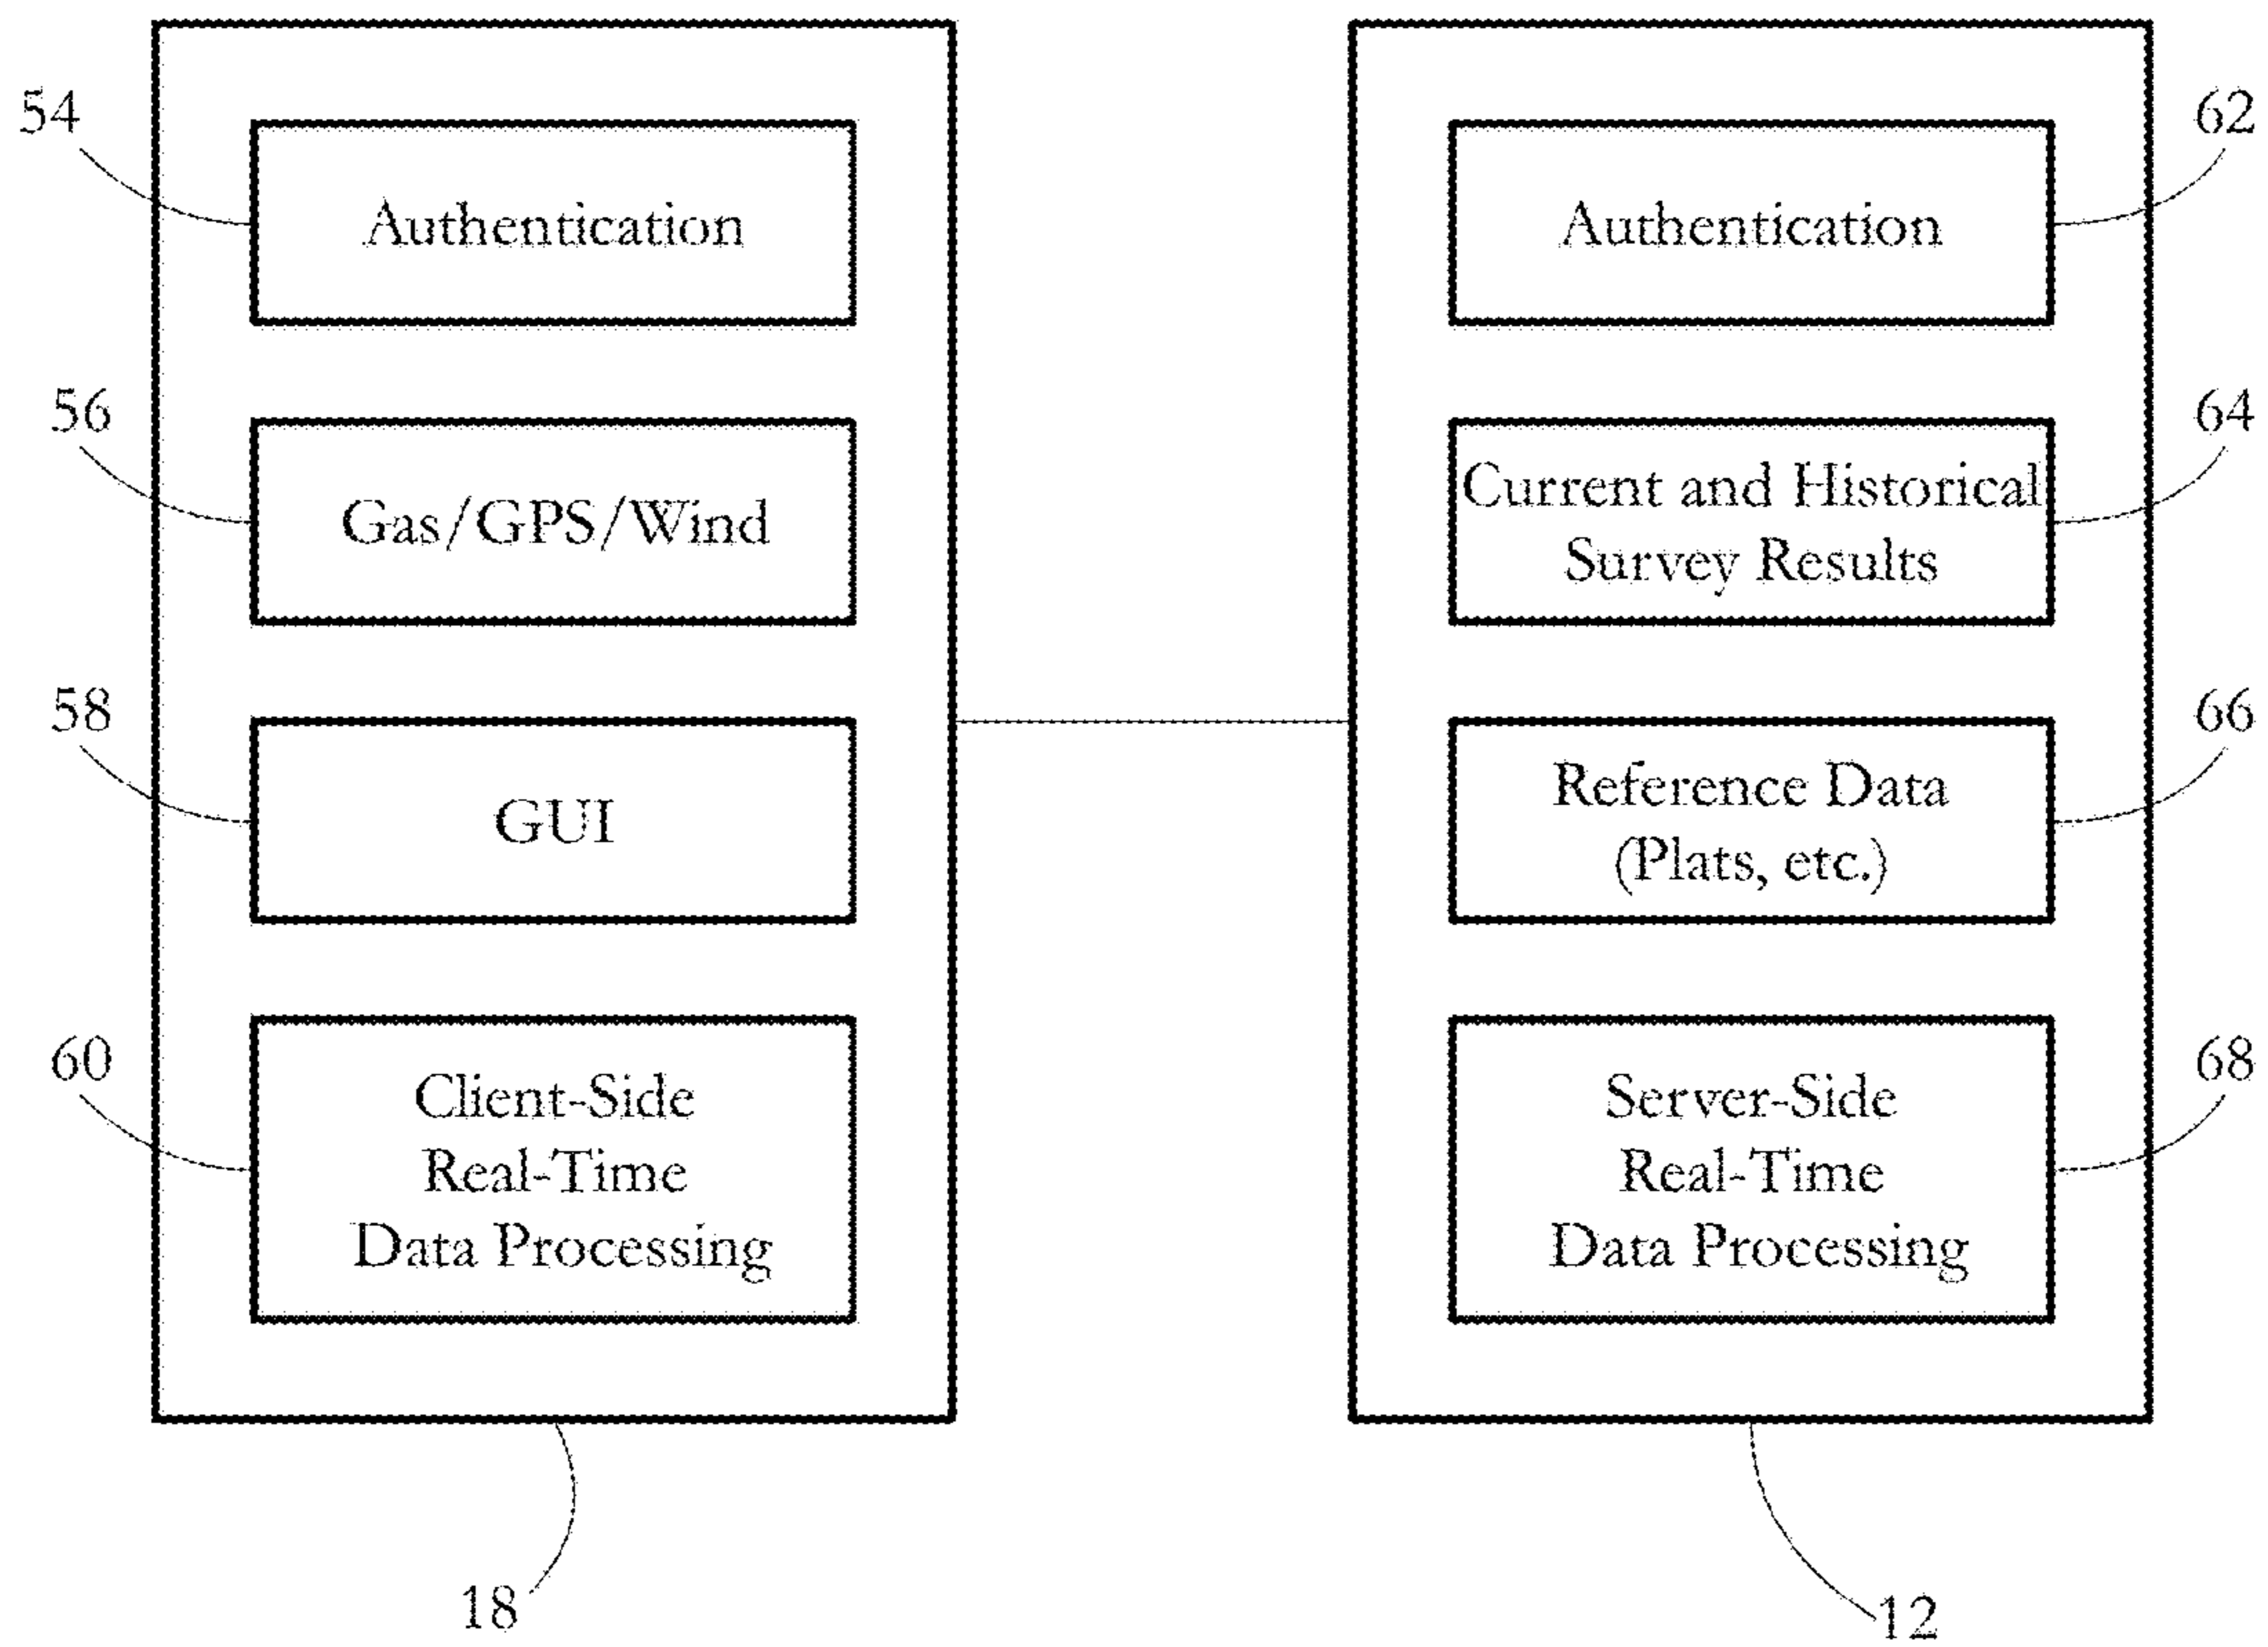 54
Authentication
56
Gas/GPS/Wind
58
GUI
60
Client-Side
Real-Time
Data Processing
18
62
Authentication
64
Current and Historical
Survey Results
66
Reference Data
(Plats, etc.)
68
Server-Side
Real-Time
Data Processing
12